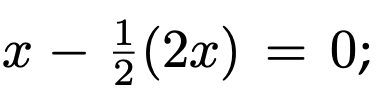 x − ½(2x) = 0;